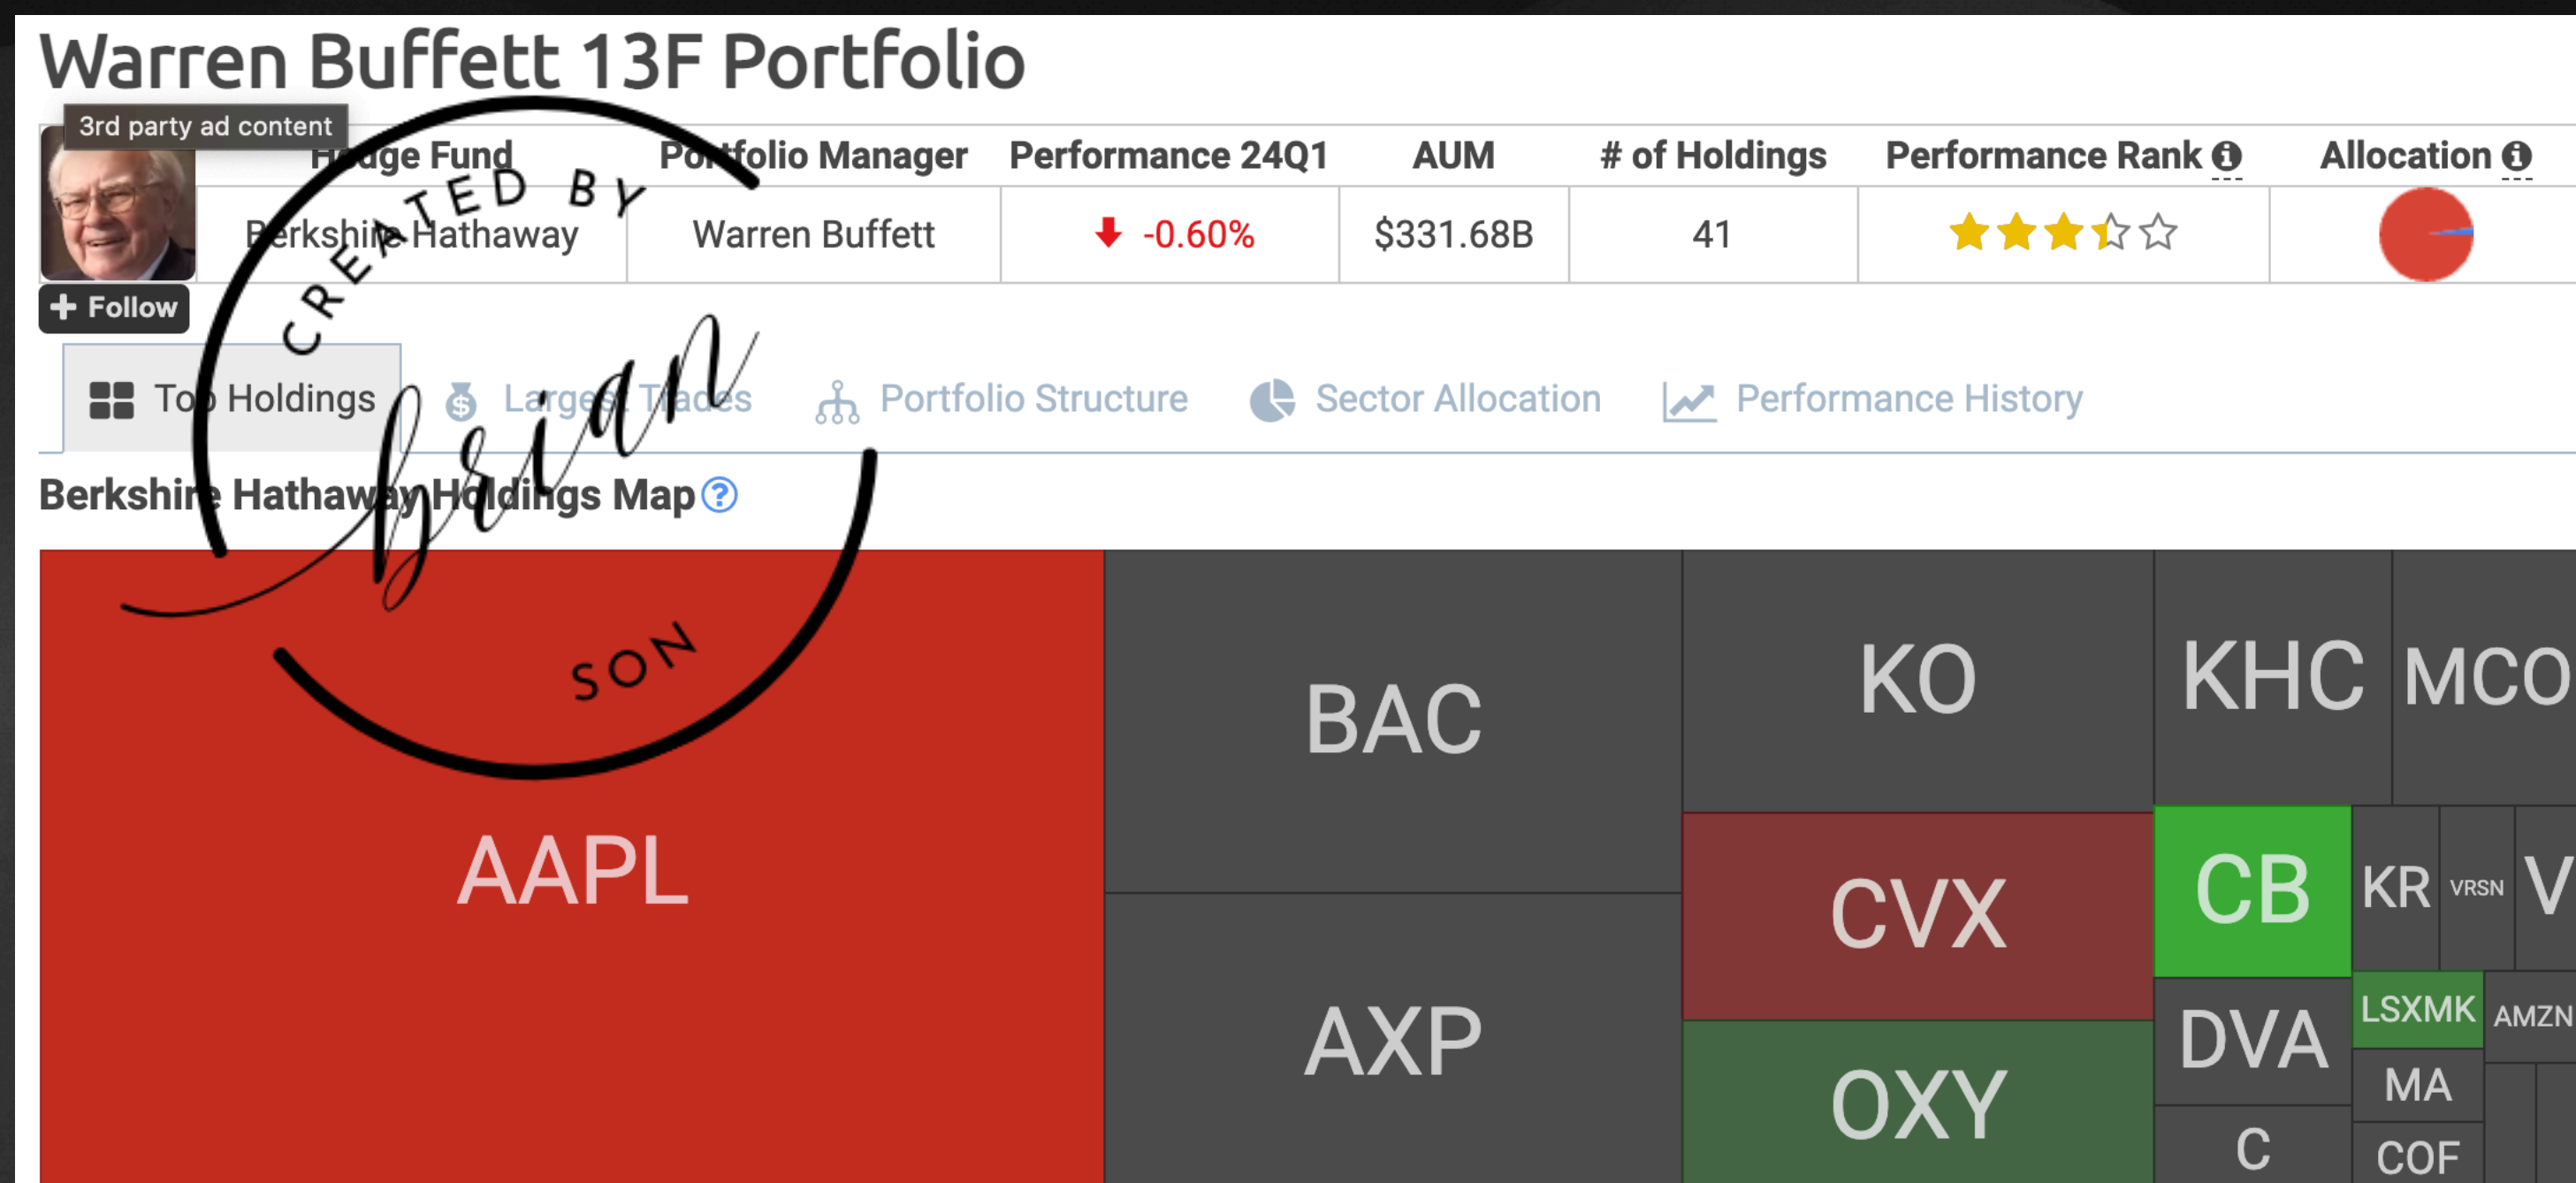 Warren Buffett 13F Portfolio
3rd party ad content
Hedge Fund Portfolio Manager Performance 24Q1 AUM # of Holdings Performance Rank Allocation
Berkshire Hathaway Warren Buffett -0.60% $331.68B 41
+ Follow
CREATED BY
brian
SON
Top Holdings Largest Trades Portfolio Structure Sector Allocation Performance History
Berkshire Hathaway Holdings Map ?
AAPL
BAC
AXP
KO
CVX
OXY
KHC
MCO
CB
KR
VRSN
V
DVA
LSXMK
AMZN
MA
C
COF